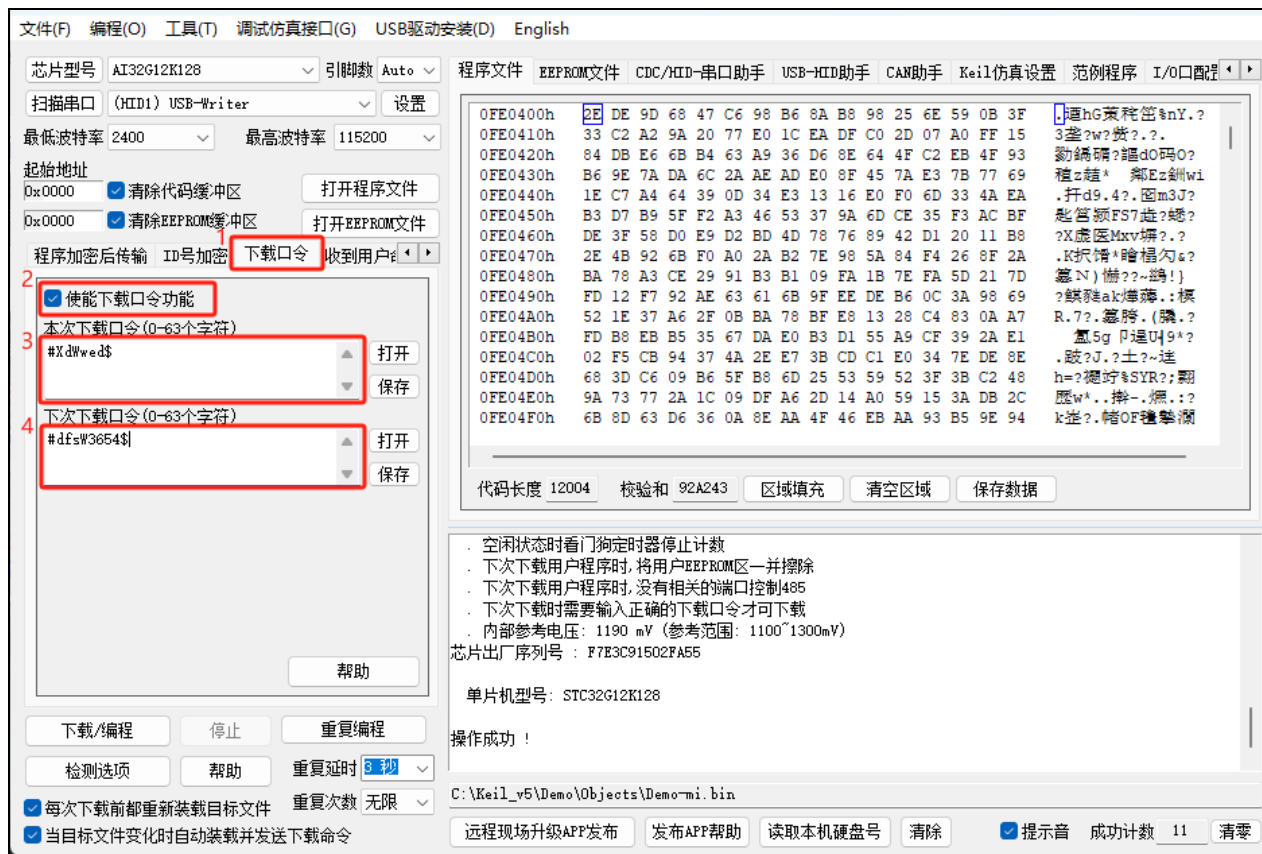 文件(F) 编程(O) 工具(T) 调试仿真接口(G) USB驱动安装(D) English
芯片型号 AI32G12K128 引脚数 Auto
扫描串口 (HID1) USB-Writer 设置
最低波特率 2400 最高波特率 115200
起始地址
0x0000 清除代码缓冲区 打开程序文件
0x0000 清除EEPROM缓冲区 打开EEPROM文件
1
程序加密后传输 ID号加密 下载口令 收到用户
2
使能下载口令功能
本次下载口令(0-63个字符)
3
#XdWwed$
打开
保存
下次下载口令(0-63个字符)
4
#dfsW3654$
打开
保存
帮助
下载/编程 停止 重复编程
检测选项 帮助 重复延时 3 秒
每次下载前都重新装载目标文件 重复次数 无限
当目标文件变化时自动装载并发送下载命令
程序文件 EEPROM文件 CDC/HID-串口助手 USB-HID助手 CAN助手 Keil仿真设置 范例程序 I/O口配
0FE0400h 2E DE 9D 68 47 C6 98 B6 8A B8 98 25 6E 59 0B 3F
0FE0410h 33 C2 A2 9A 20 77 E0 1C EA DF C0 2D 07 A0 FF 15
0FE0420h 84 DB E6 6B B4 63 A9 36 D6 8E 64 4F C2 EB 4F 93
0FE0430h B6 9E 7A DA 6C 2A AE AD E0 8F 45 7A E3 7B 77 69
0FE0440h 1E C7 A4 64 39 0D 34 E3 13 16 E0 F0 6D 33 4A EA
0FE0450h B3 D7 B9 5F F2 A3 46 53 37 9A 6D CE 35 F3 AC BF
0FE0460h DE 3F 58 D0 E9 D2 BD 4D 78 76 89 42 D1 20 11 B8
0FE0470h 2E 4B 92 6B F0 A0 2A B2 7E 98 5A 84 F4 26 8F 2A
0FE0480h BA 78 A3 CE 29 91 B3 B1 09 FA 1B 7E FA 5D 21 7D
0FE0490h FD 12 F7 92 AE 63 61 6B 9F EE DE B6 0C 3A 98 69
0FE04A0h 52 1E 37 A6 2F 0B BA 78 BF E8 13 28 C4 83 0A A7
0FE04B0h FD B8 EB B5 35 67 DA E0 B3 D1 55 A9 CF 39 2A E1
0FE04C0h 02 F5 CB 94 37 4A 2E E7 3B CD C1 E0 34 7E DE 8E
0FE04D0h 68 3D C6 09 B6 5F B8 6D 25 53 59 52 3F 3B C2 48
0FE04E0h 9A 73 77 2A 1C 09 DF A6 2D 14 A0 59 15 3A DB 2C
0FE04F0h 6B 8D 63 D6 36 0A 8E AA 4F 46 EB AA 93 B5 9E 94
代码长度 12004 校验和 92A243 区域填充 清空区域 保存数据
. 空闲状态时看门狗定时器停止计数
. 下次下载用户程序时,将用户EEPROM区一并擦除
. 下次下载用户程序时,没有相关的端口控制485
. 下次下载时需要输入正确的下载口令才可下载
. 内部参考电压: 1190 mV (参考范围: 1100~1300mV)
芯片出厂序列号 : F7E3C91502FA55
单片机型号: STC32G12K128
操作成功 !
C:\Keil_v5\Demo\Objects\Demo-mi.bin
远程现场升级APP发布 发布APP帮助 读取本机硬盘号 清除 提示音 成功计数 11 清零